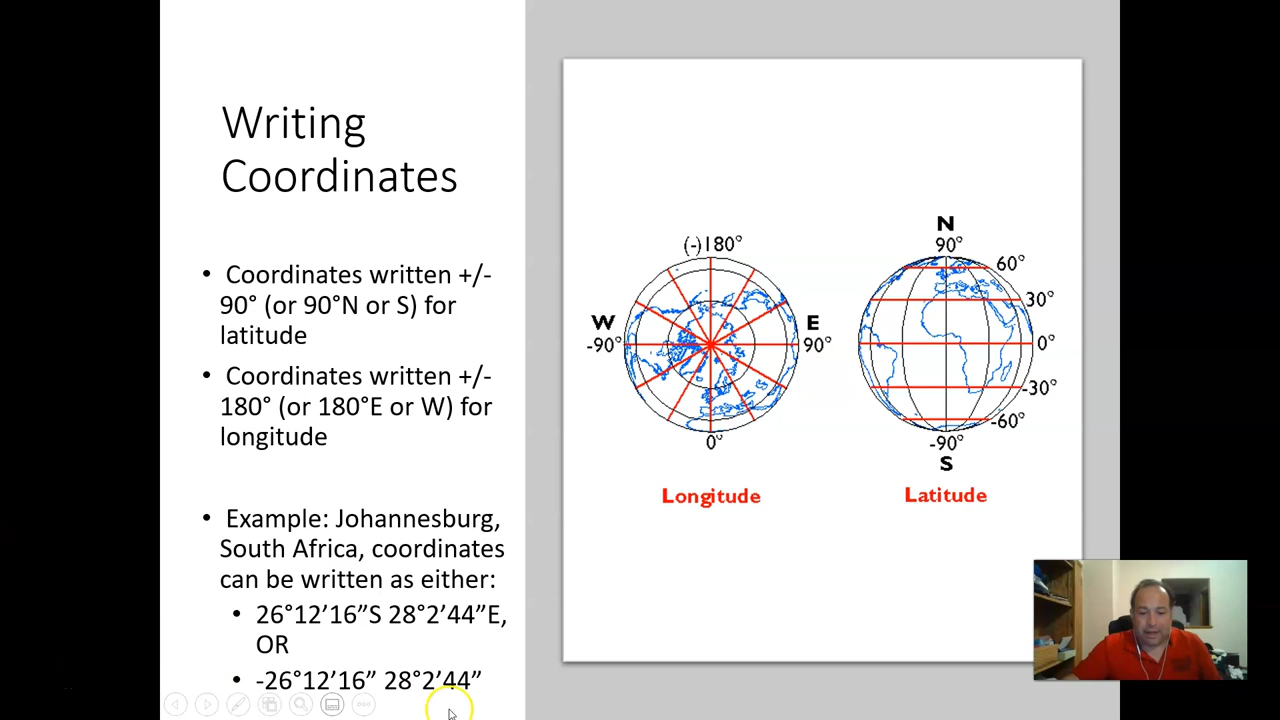 Writing
Coordinates
• Coordinates written +/-
90° (or 90°N or S) for
latitude
• Coordinates written +/-
180° (or 180°E or W) for
longitude
• Example: Johannesburg,
South Africa, coordinates
can be written as either:
• 26°12’16”S 28°2’44”E,
OR
• -26°12’16” 28°2’44”
(-)180°
W
-90°
E
90°
0°
Longitude
N
90°
60°
30°
0°
-30°
-60°
-90°
S
Latitude